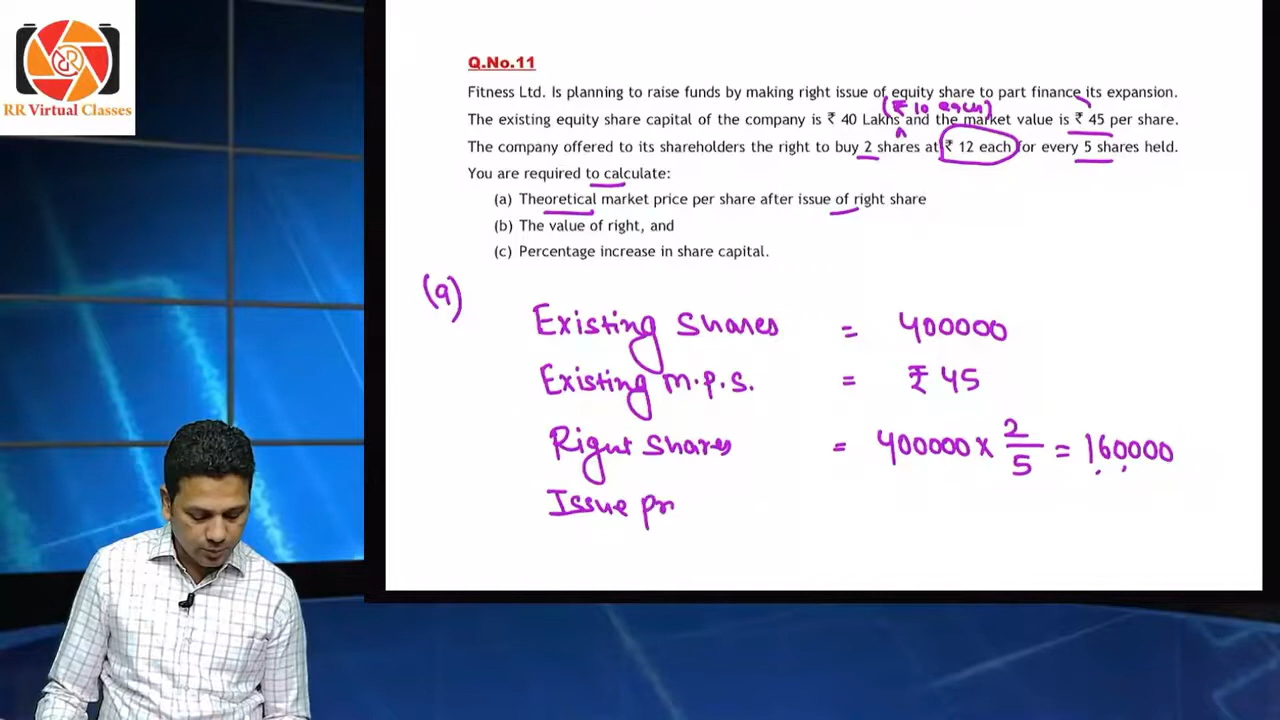 RR Virtual Classes
Q.No.11
Fitness Ltd. Is planning to raise funds by making right issue of equity share to part finance its expansion.
(₹ 10 each)
The existing equity share capital of the company is ₹ 40 Lakhs and the market value is ₹ 45 per share.
The company offered to its shareholders the right to buy 2 shares at ₹ 12 each for every 5 shares held.
You are required to calculate:
(a) Theoretical market price per share after issue of right share
(b) The value of right, and
(c) Percentage increase in share capital.
(a)
Existing Shares = 400000
Existing M.P.S. = ₹ 45
Right Shares = 400000 × 2/5 = 160000
Issue pr